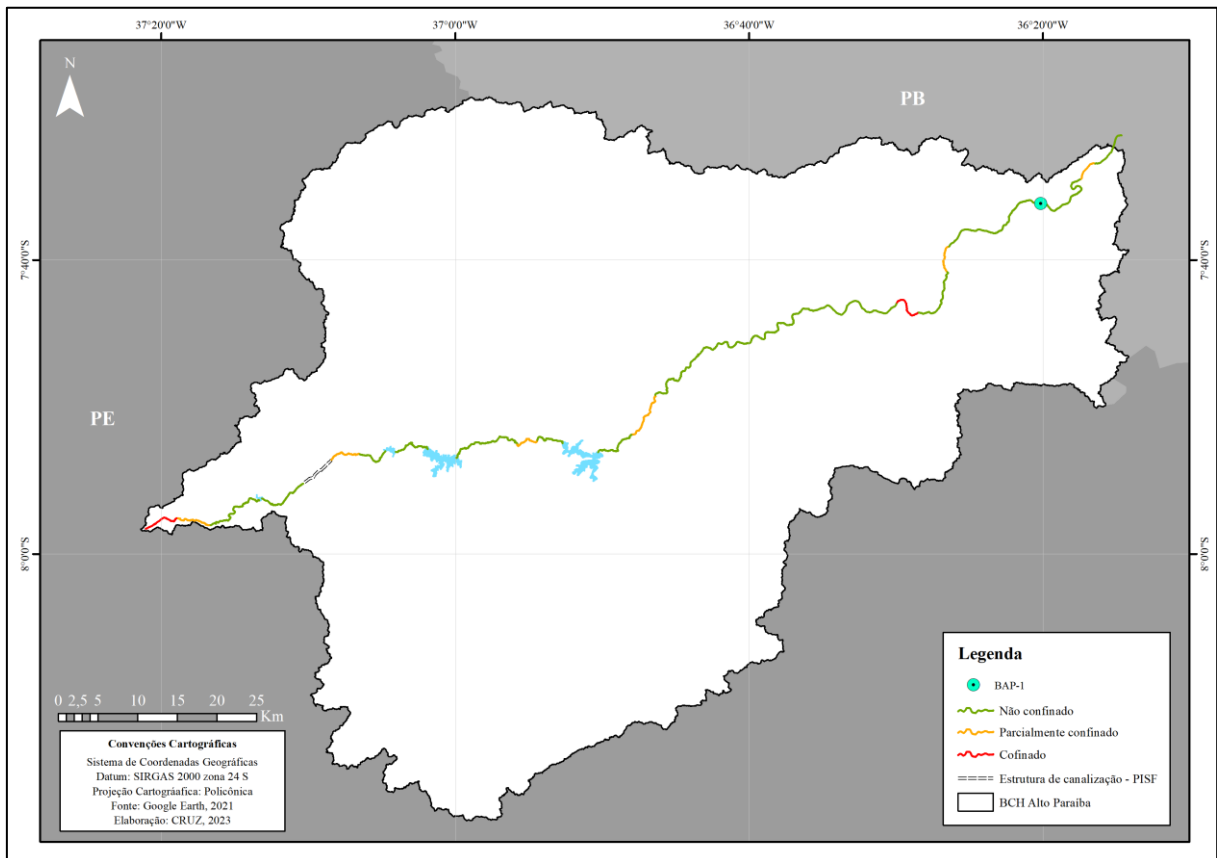 37°20'0"W
37°0'0"W
36°40'0"W
36°20'0"W
N
PB
7°40'0"S
7°40'0"S
PE
8°0'0"S
8°0'0"S
0 2,5 5 10 15 20 25
Km
Convenções Cartográficas
Sistema de Coordenadas Geográficas
Datum: SIRGAS 2000 zona 24 S
Projeção Cartográafica: Policônica
Fonte: Google Earth, 2021
Elaboração: CRUZ, 2023
Legenda
BAP-1
Não confinado
Parcialmente confinado
Cofinado
Estrutura de canalização - PISF
BCH Alto Paraíba